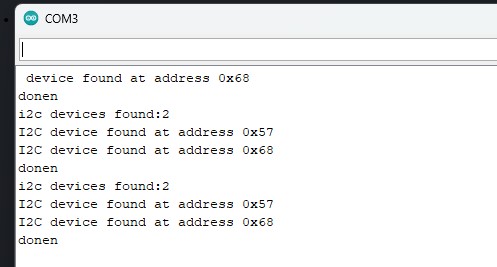 COM3
device found at address 0x68
donen
i2c devices found:2
I2C device found at address 0x57
I2C device found at address 0x68
donen
i2c devices found:2
I2C device found at address 0x57
I2C device found at address 0x68
donen